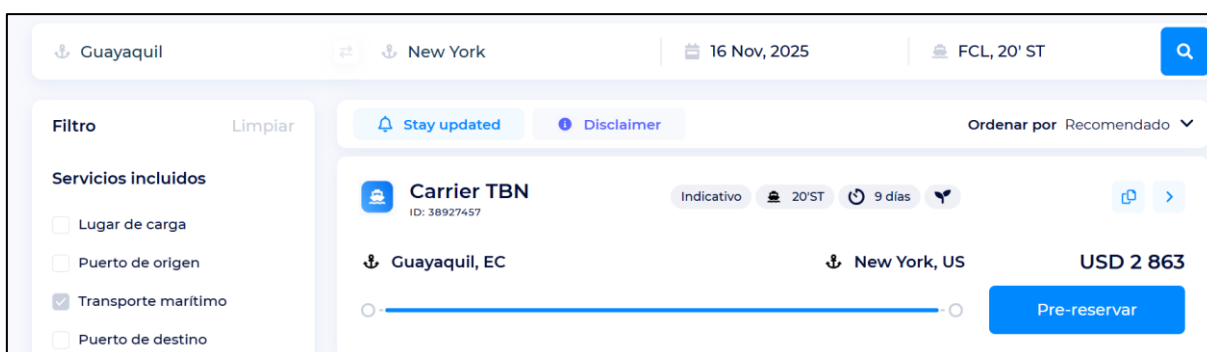 Guayaquil
New York
16 Nov, 2025
FCL, 20' ST
Filtro
Limpiar
Servicios incluidos
Lugar de carga
Puerto de origen
Transporte marítimo
Puerto de destino
Stay updated
Disclaimer
Ordenar por Recomendado
Carrier TBN
ID: 38927457
Indicativo
20'ST
9 días
Guayaquil, EC
New York, US
USD 2 863
Pre-reservar